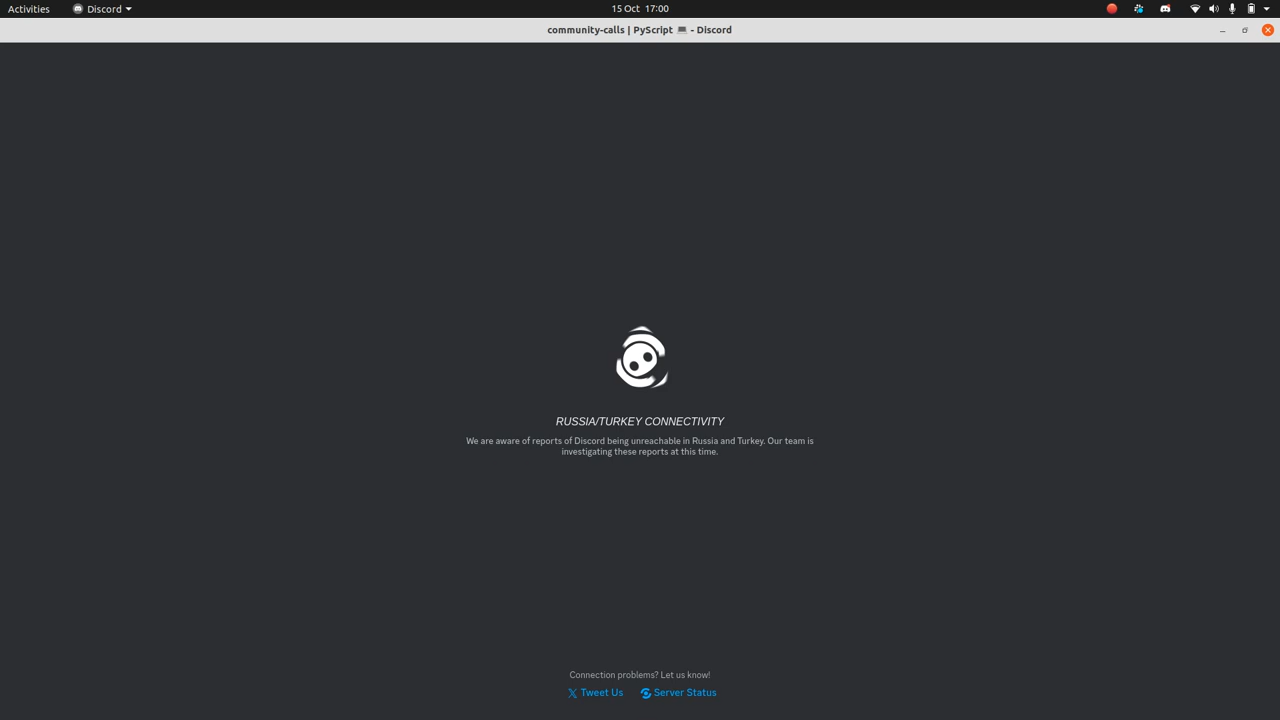 Activities Discord 15 Oct 17:00
community-calls | PyScript 💻 - Discord
RUSSIA/TURKEY CONNECTIVITY
We are aware of reports of Discord being unreachable in Russia and Turkey. Our team is
investigating these reports at this time.
Connection problems? Let us know!
Tweet Us Server Status